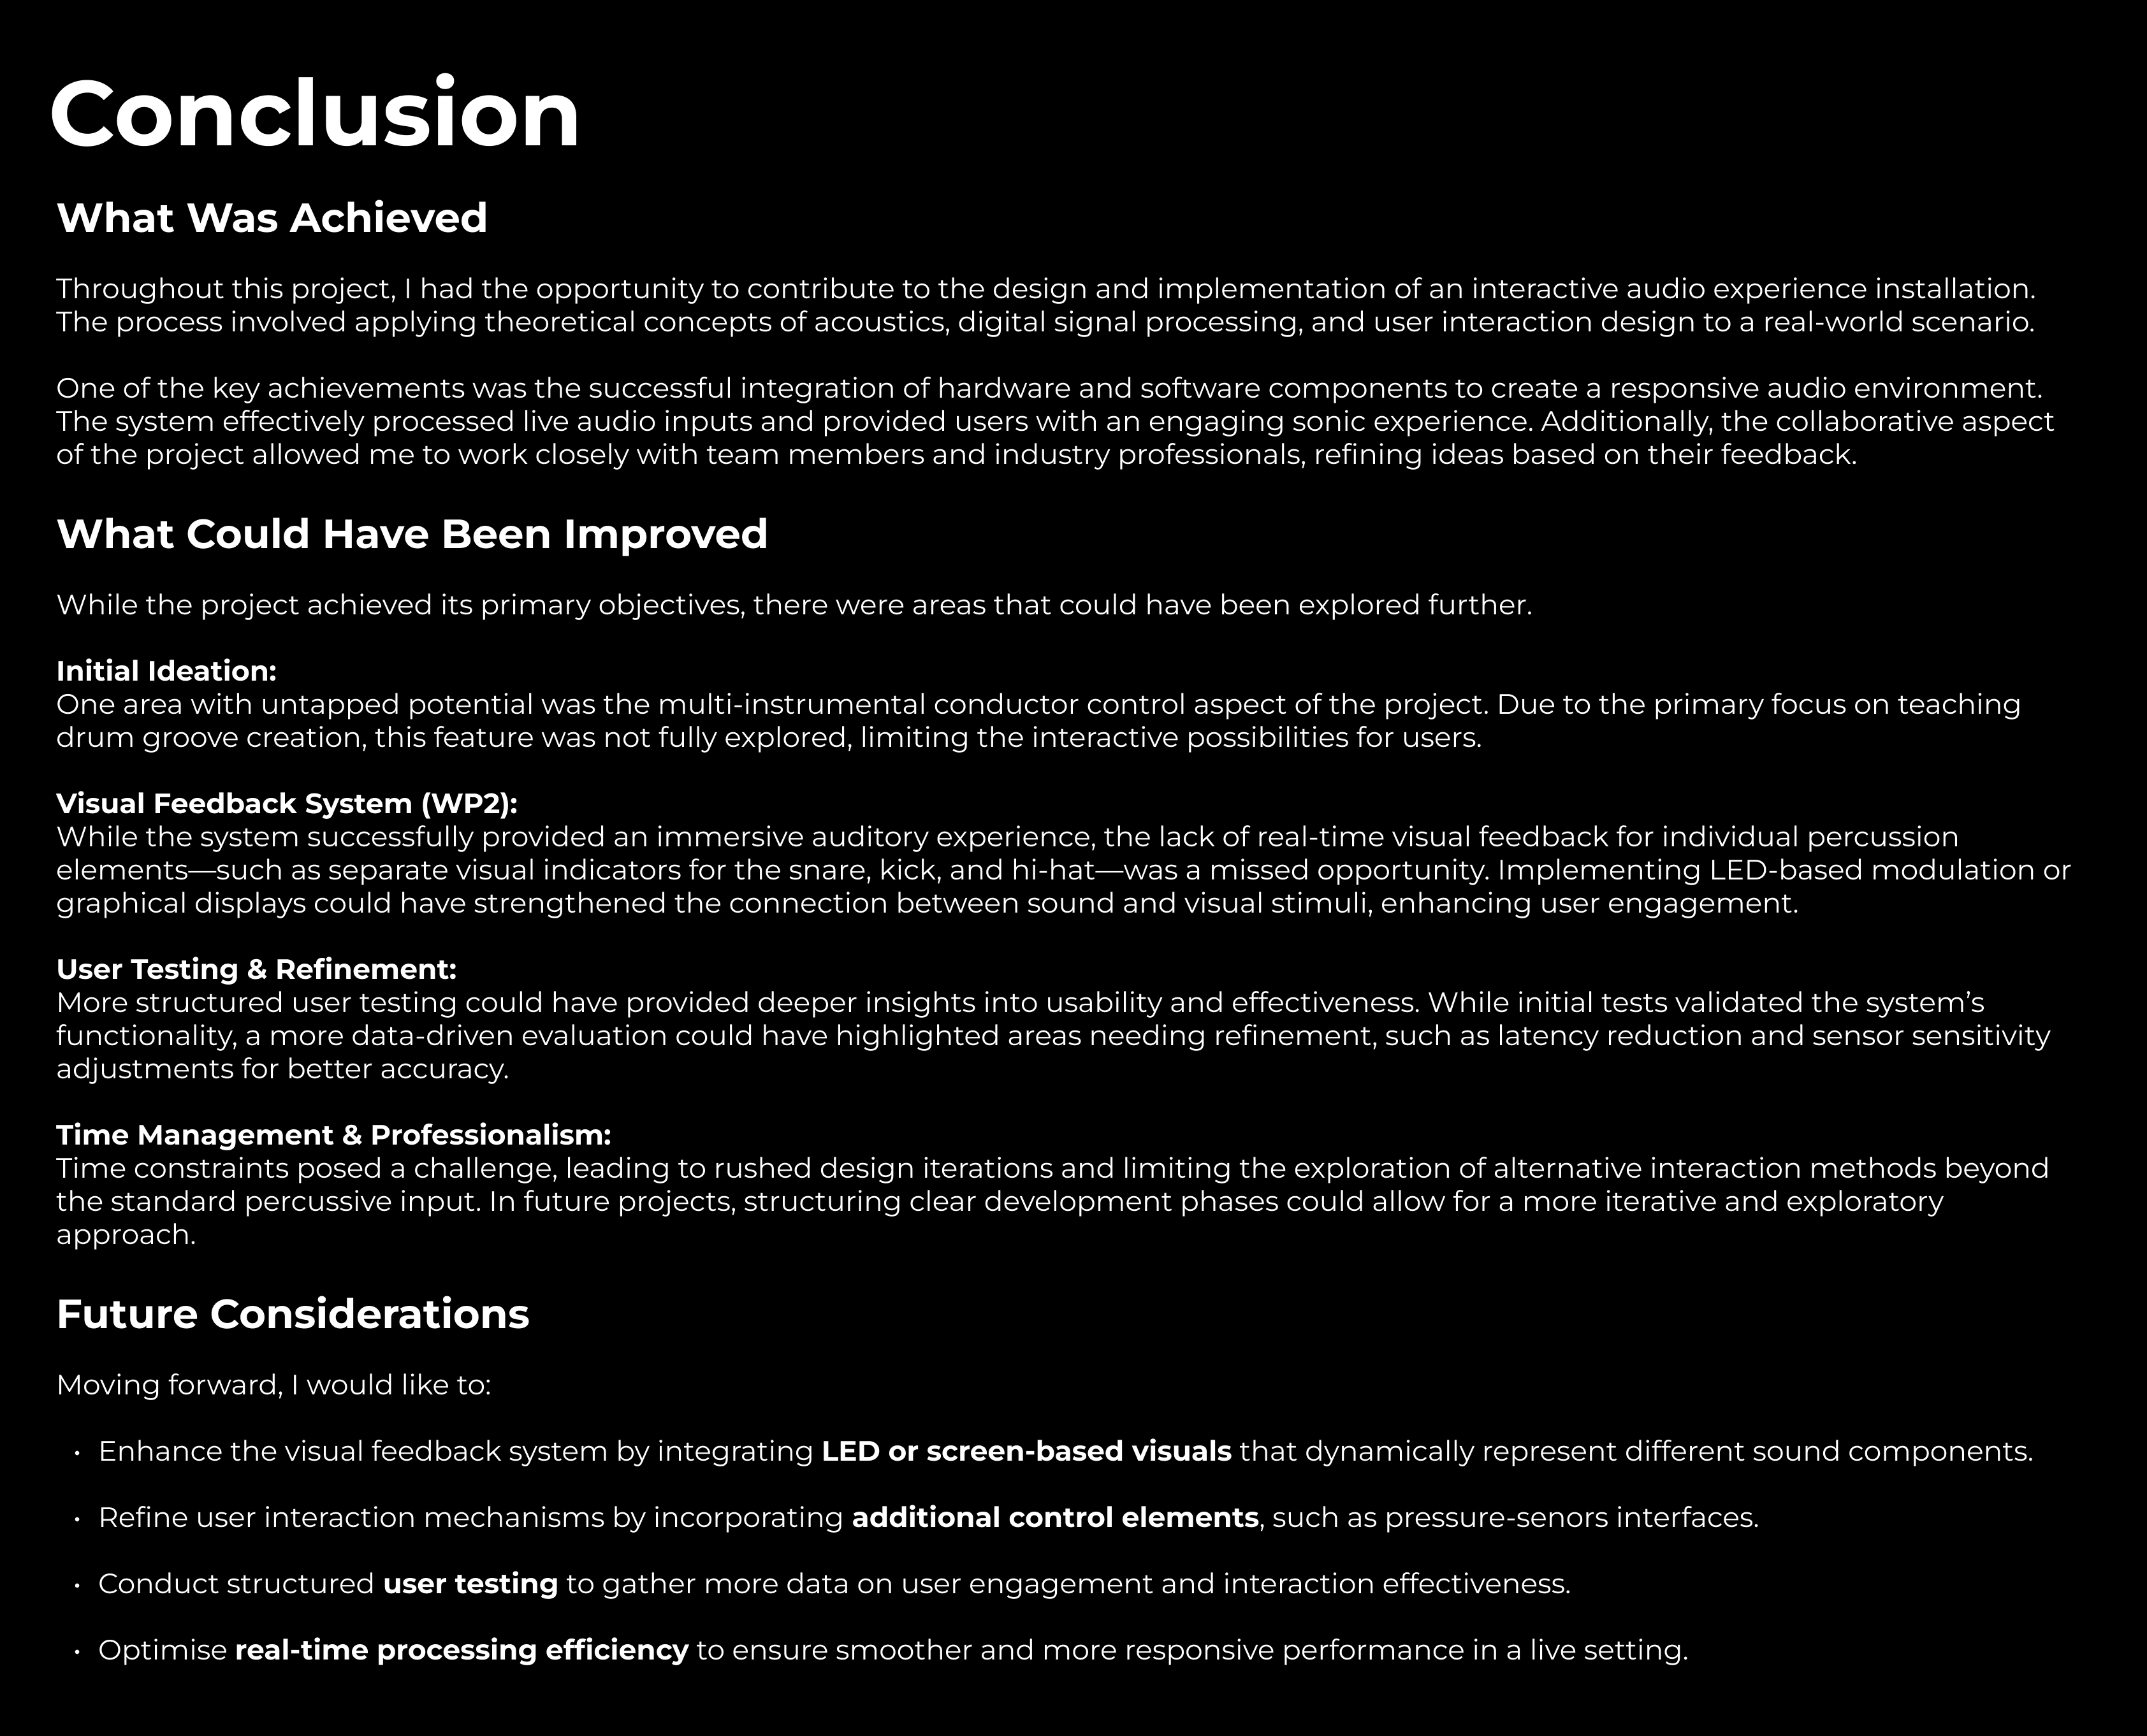 Conclusion
What Was Achieved
Throughout this project, I had the opportunity to contribute to the design and implementation of an interactive audio experience installation.
The process involved applying theoretical concepts of acoustics, digital signal processing, and user interaction design to a real-world scenario.
One of the key achievements was the successful integration of hardware and software components to create a responsive audio environment.
The system effectively processed live audio inputs and provided users with an engaging sonic experience. Additionally, the collaborative aspect
of the project allowed me to work closely with team members and industry professionals, refining ideas based on their feedback.
What Could Have Been Improved
While the project achieved its primary objectives, there were areas that could have been explored further.
Initial Ideation:
One area with untapped potential was the multi-instrumental conductor control aspect of the project. Due to the primary focus on teaching
drum groove creation, this feature was not fully explored, limiting the interactive possibilities for users.
Visual Feedback System (WP2):
While the system successfully provided an immersive auditory experience, the lack of real-time visual feedback for individual percussion
elements—such as separate visual indicators for the snare, kick, and hi-hat—was a missed opportunity. Implementing LED-based modulation or
graphical displays could have strengthened the connection between sound and visual stimuli, enhancing user engagement.
User Testing & Refinement:
More structured user testing could have provided deeper insights into usability and effectiveness. While initial tests validated the system’s
functionality, a more data-driven evaluation could have highlighted areas needing refinement, such as latency reduction and sensor sensitivity
adjustments for better accuracy.
Time Management & Professionalism:
Time constraints posed a challenge, leading to rushed design iterations and limiting the exploration of alternative interaction methods beyond
the standard percussive input. In future projects, structuring clear development phases could allow for a more iterative and exploratory
approach.
Future Considerations
Moving forward, I would like to:
• Enhance the visual feedback system by integrating LED or screen-based visuals that dynamically represent different sound components.
• Refine user interaction mechanisms by incorporating additional control elements, such as pressure-senors interfaces.
• Conduct structured user testing to gather more data on user engagement and interaction effectiveness.
• Optimise real-time processing efficiency to ensure smoother and more responsive performance in a live setting.